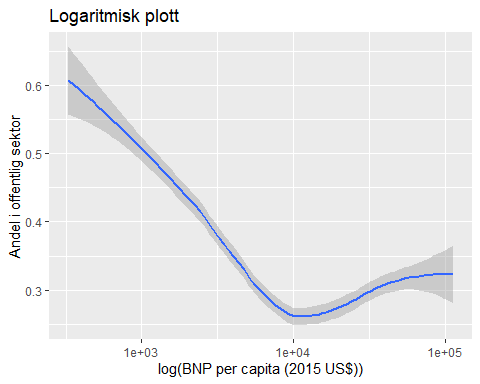 Logaritmisk plott
Andel i offentlig sektor
0.6
0.5
0.4
0.3
1e+03 1e+04 1e+05
log(BNP per capita (2015 US$))